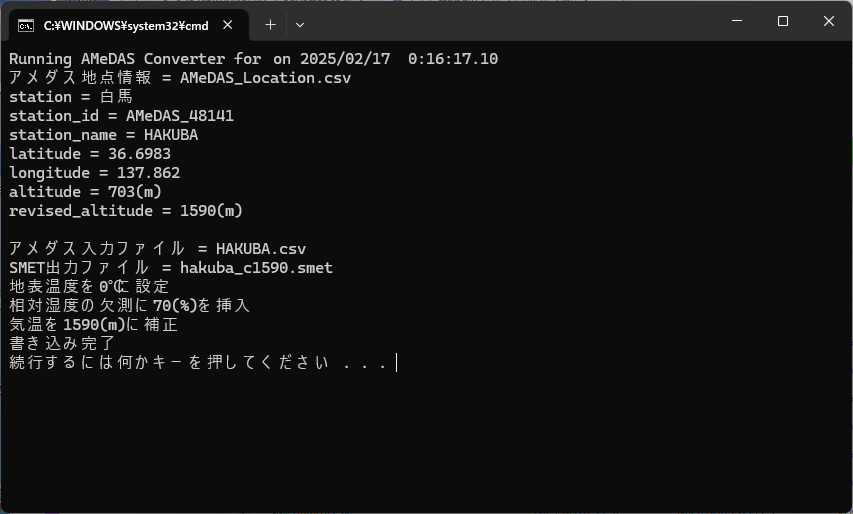 C:¥WINDOWS¥system32¥cmd
Running AMeDAS Converter for on 2025/02/17  0:16:17.10
アメダス地点情報 = AMeDAS_Location.csv
station = 白馬
station_id = AMeDAS_48141
station_name = HAKUBA
latitude = 36.6983
longitude = 137.862
altitude = 703(m)
revised_altitude = 1590(m)
アメダス入力ファイル = HAKUBA.csv
SMET出力ファイル = hakuba_c1590.smet
地表温度を0℃に設定
相対湿度の欠測に70(%)を挿入
気温を1590(m)に補正
書き込み完了
続行するには何かキーを押してください . . .